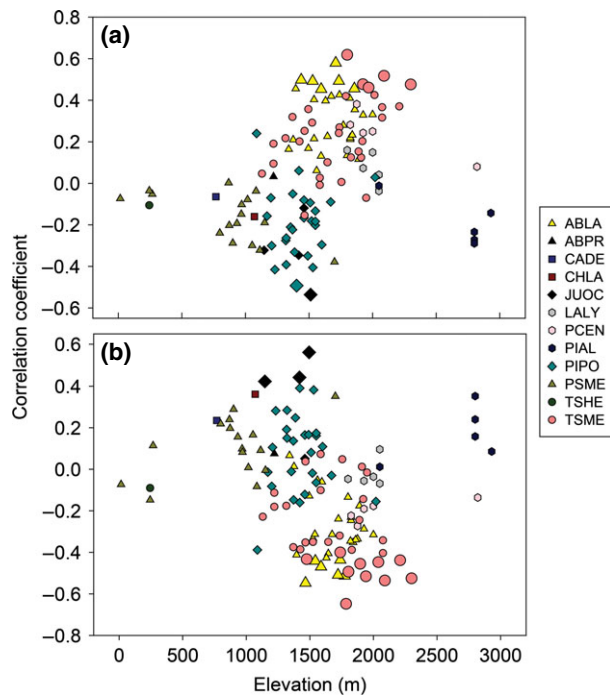 (a)
0.8
0.6
0.4
0.2
0.0
–0.2
–0.4
–0.6
Correlation coefficient
(b)
0.6
0.4
0.2
0.0
–0.2
–0.4
–0.6
–0.8
0 500 1000 1500 2000 2500 3000
Elevation (m)
ABLA
ABPR
CADE
CHLA
JUOC
LALY
PCEN
PIAL
PIPO
PSME
TSHE
TSME